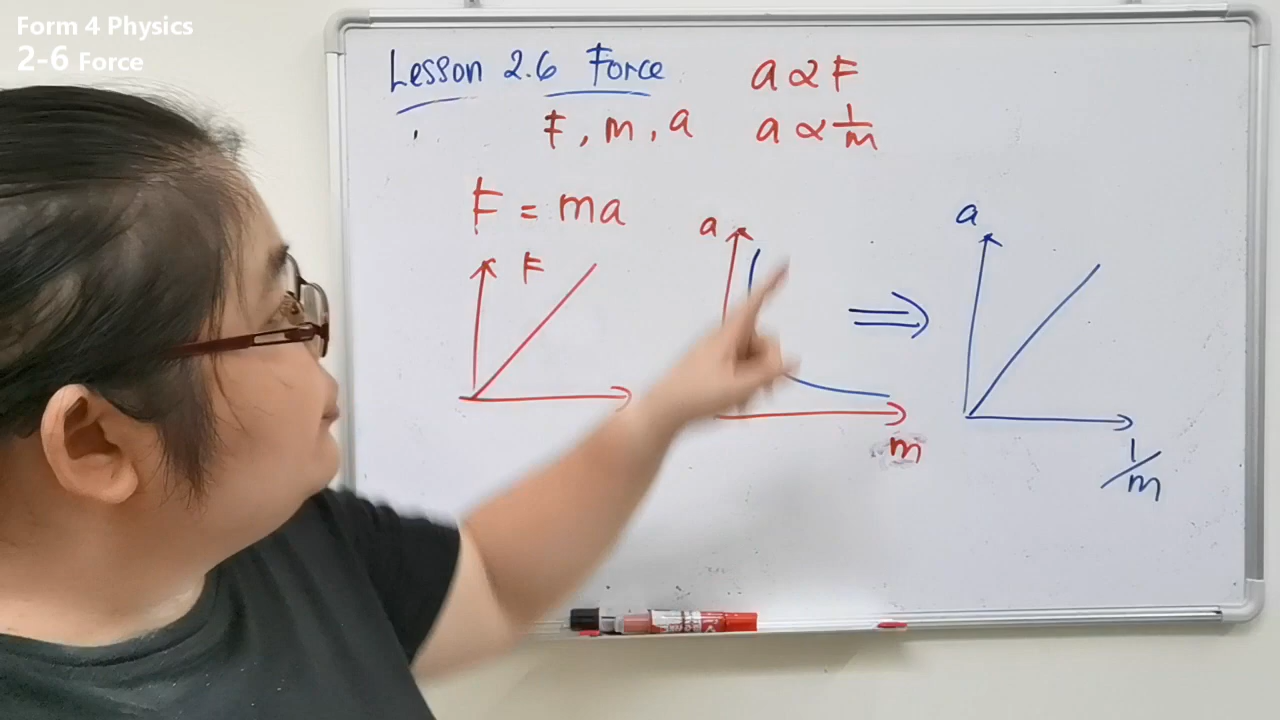 Form 4 Physics
2-6 Force
Lesson 2.6 Force
F, m, a
a ∝ F
a ∝ 1/m
F = ma
F
a
m
a
1/m